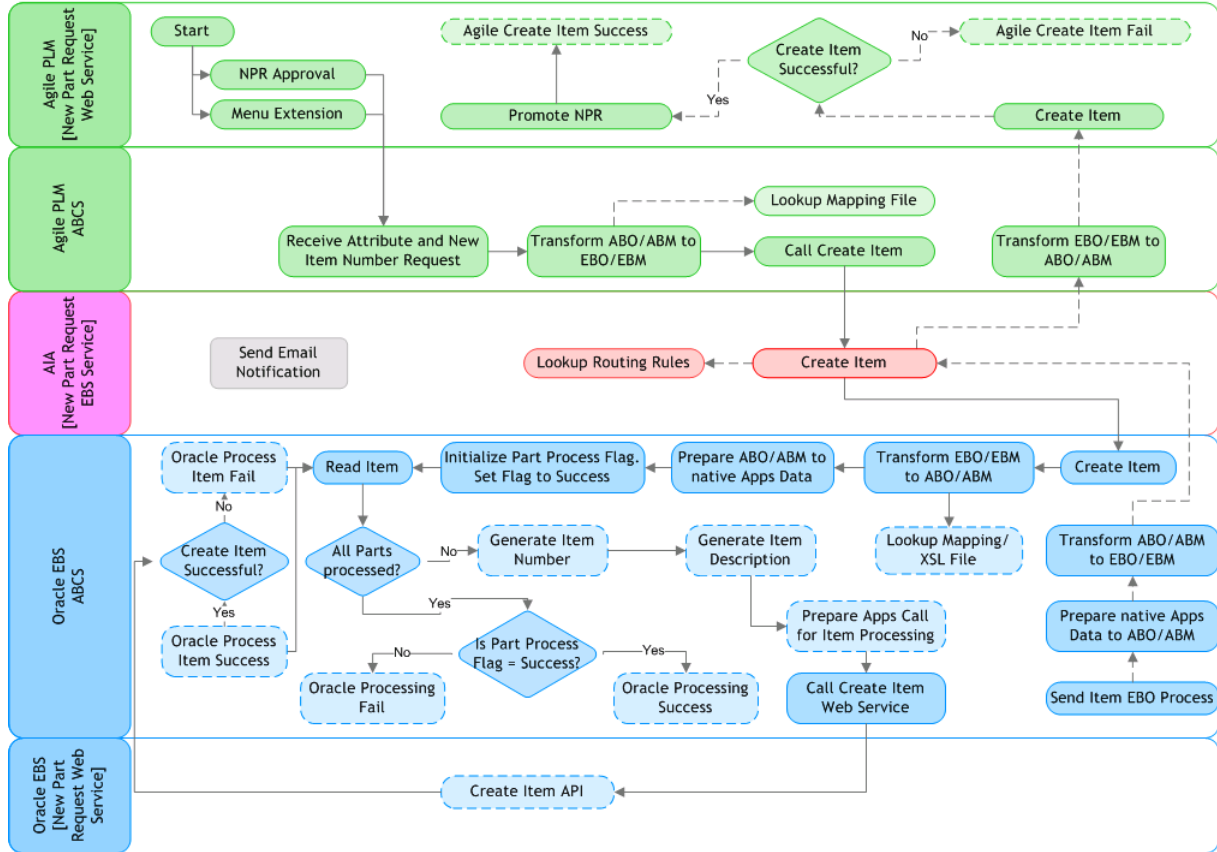 Agile PLM
[New Part Request
Web Service]
Start
NPR Approval
Menu Extension
Agile Create Item Success
Promote NPR
Yes
Create Item
Successful?
No
Agile Create Item Fail
Create Item
Agile PLM
ABCS
Receive Attribute and New
Item Number Request
Transform ABO/ABM to
EBO/EBM
Lookup Mapping File
Call Create Item
Transform EBO/EBM to
ABO/ABM
AIA
[New Part Request
EBS Service]
Send Email
Notification
Lookup Routing Rules
Create Item
Oracle EBS
ABCS
Oracle Process
Item Fail
No
Create Item
Successful?
Yes
Oracle Process
Item Success
Read Item
Initialize Part Process Flag.
Set Flag to Success
Prepare ABO/ABM to
native Apps Data
Transform EBO/EBM to
ABO/ABM
Create Item
All Parts
processed?
No
Generate Item
Number
Generate Item
Description
Lookup Mapping/
XSL File
Transform ABO/ABM
to EBO/EBM
Yes
Is Part Process
Flag = Success?
No
Yes
Oracle Processing
Fail
Oracle Processing
Success
Prepare Apps Call
for Item Processing
Call Create Item
Web Service
Prepare native Apps
Data to ABO/ABM
Send Item EBO Process
Oracle EBS
[New Part
Request Web
Service]
Create Item API